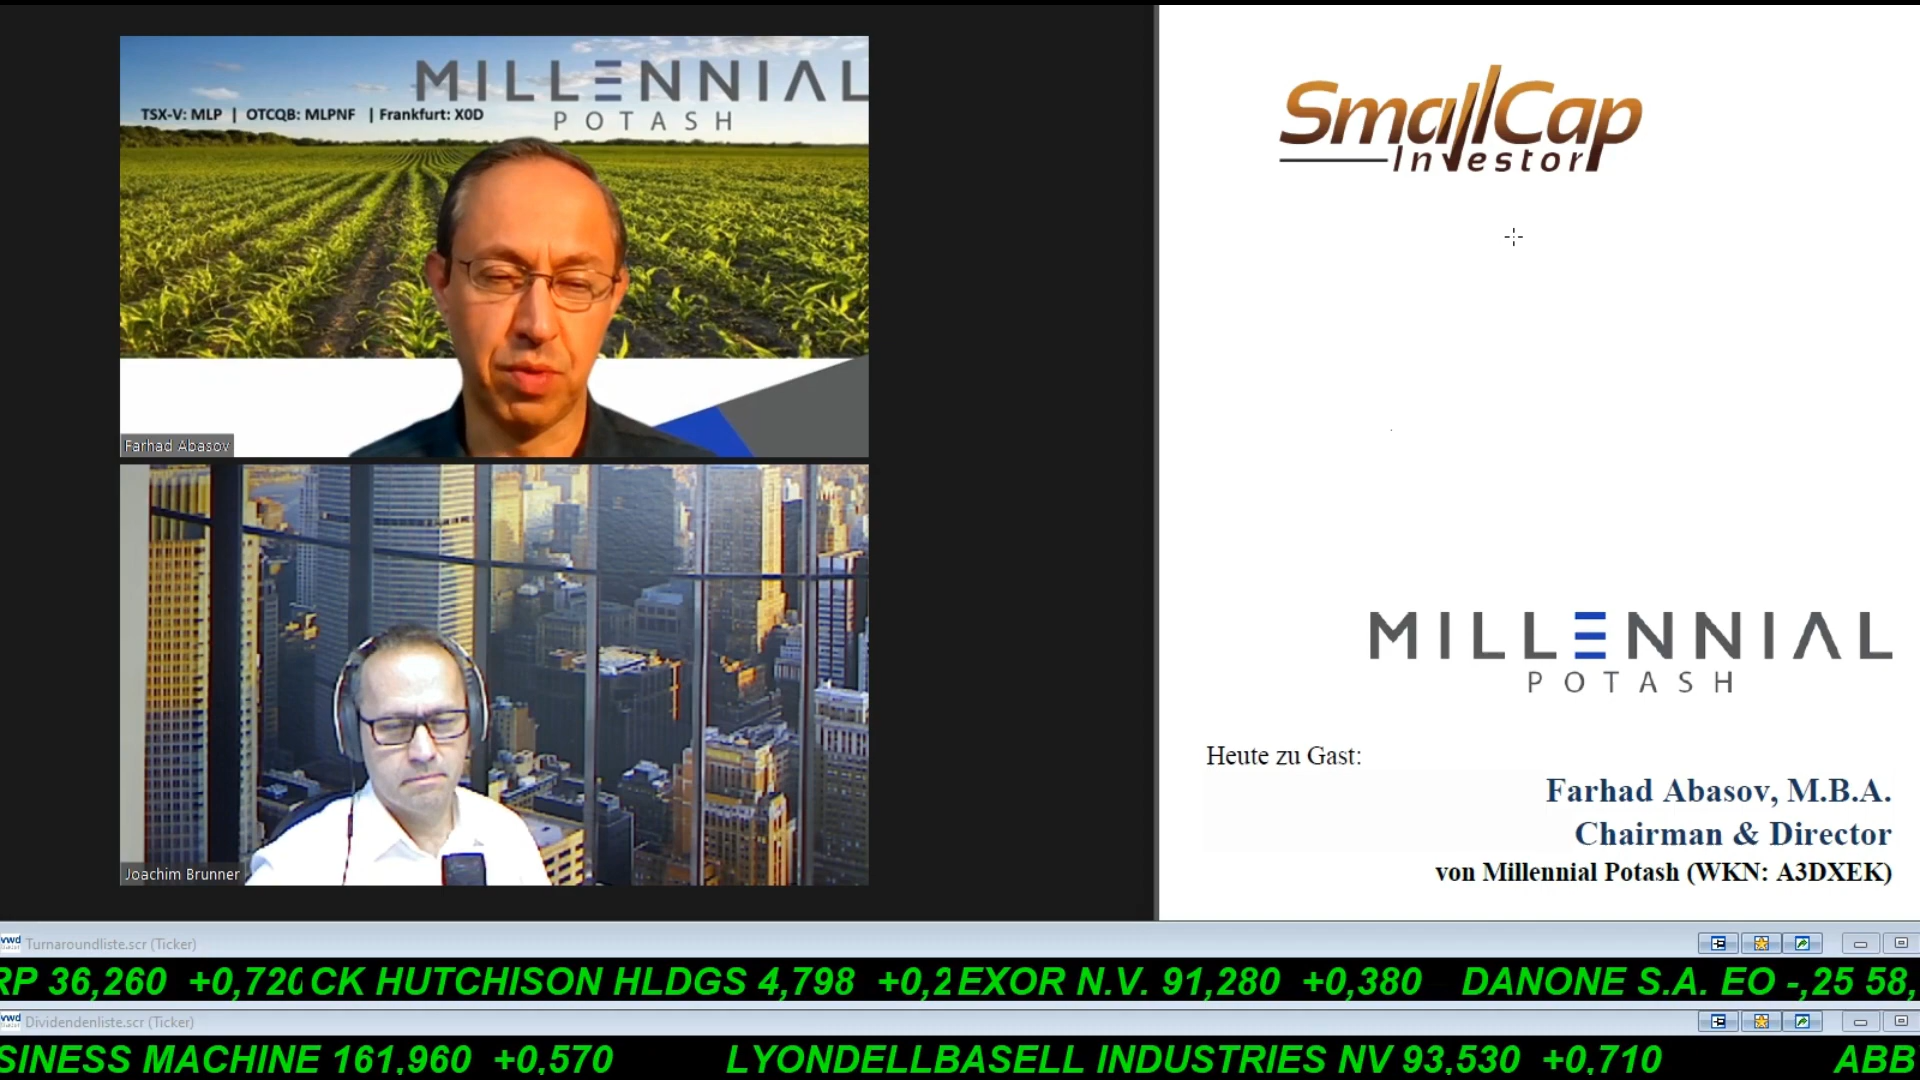 MILLENNIAL
POTASH
TSX-V: MLP | OTCQB: MLPNF | Frankfurt: X0D
Farhad Abasov
Joachim Brunner
SmallCap
Investor
MILLENNIAL
POTASH
Heute zu Gast:
Farhad Abasov, M.B.A.
Chairman & Director
von Millennial Potash (WKN: A3DXEK)
vwd Turnaroundliste.scr (Ticker)
RP 36,260 +0,720 CK HUTCHISON HLDGS 4,798 +0,2 EXOR N.V. 91,280 +0,380 DANONE S.A. EO -,25 58,
vwd Dividendenliste.scr (Ticker)
SINESS MACHINE 161,960 +0,570 LYONDELLBASELL INDUSTRIES NV 93,530 +0,710 ABB